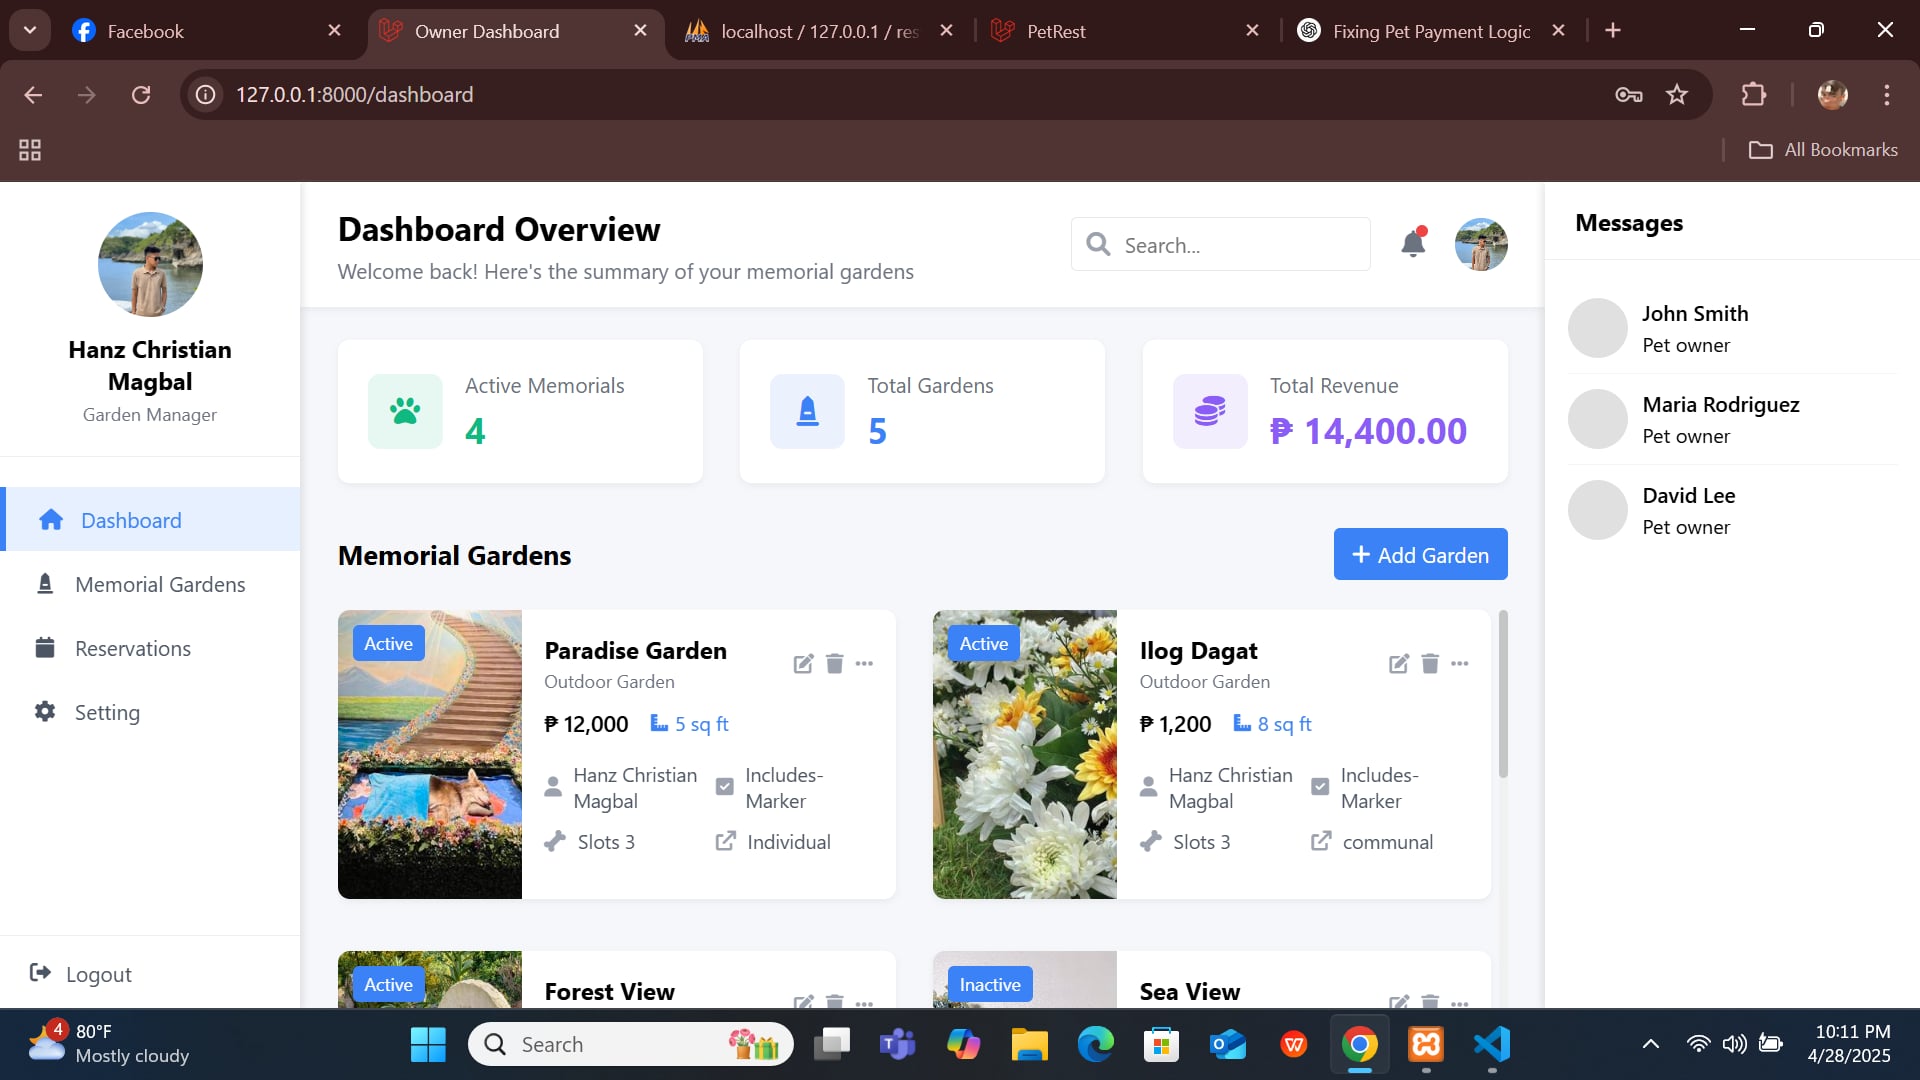 Facebook
Owner Dashboard
localhost / 127.0.0.1 / res
PetRest
Fixing Pet Payment Logic
127.0.0.1:8000/dashboard
All Bookmarks
Hanz Christian
Magbal
Garden Manager
Dashboard
Memorial Gardens
Reservations
Setting
Logout
Dashboard Overview
Welcome back! Here's the summary of your memorial gardens
Search...
Active Memorials
4
Total Gardens
5
Total Revenue
₱ 14,400.00
Memorial Gardens
+ Add Garden
Active
Paradise Garden
Outdoor Garden
₱ 12,000 5 sq ft
Hanz Christian
Magbal
Includes-
Marker
Slots 3
Individual
Active
Ilog Dagat
Outdoor Garden
₱ 1,200 8 sq ft
Hanz Christian
Magbal
Includes-
Marker
Slots 3
communal
Active
Forest View
Inactive
Sea View
Messages
John Smith
Pet owner
Maria Rodriguez
Pet owner
David Lee
Pet owner
4
80°F
Mostly cloudy
Search
10:11 PM
4/28/2025